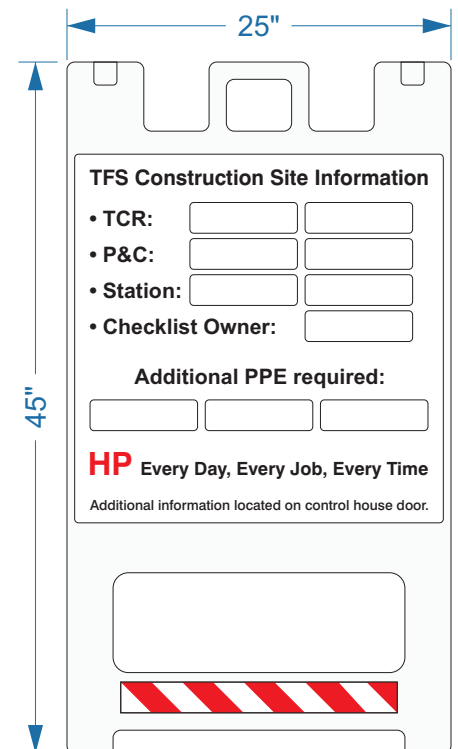 25"
45"
TFS Construction Site Information
• TCR:
• P&C:
• Station:
• Checklist Owner:
Additional PPE required:
HP Every Day, Every Job, Every Time
Additional information located on control house door.